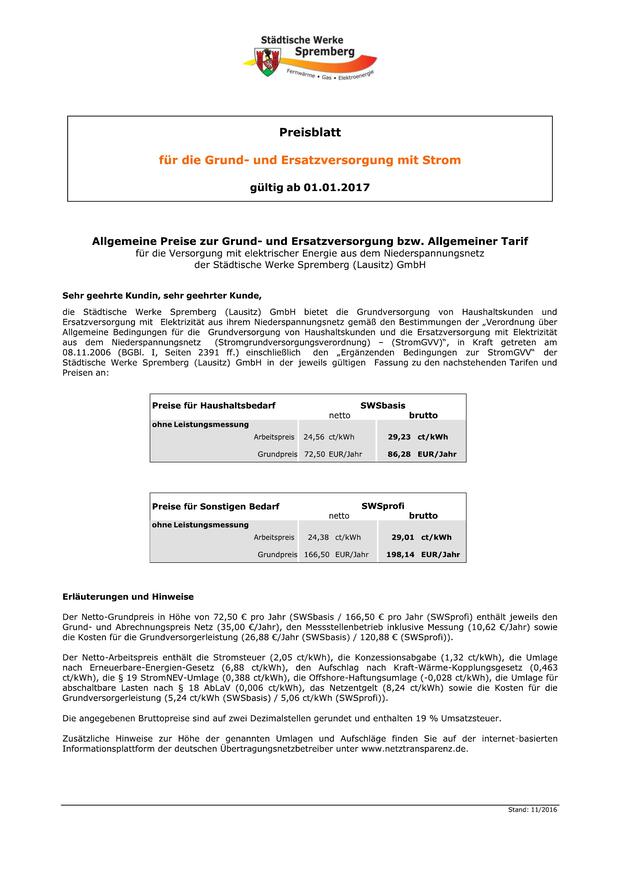 Städtische Werke
Spremberg
Fernwärme • Gas • Elektroenergie
Preisblatt
für die Grund- und Ersatzversorgung mit Strom
gültig ab 01.01.2017
Allgemeine Preise zur Grund- und Ersatzversorgung bzw. Allgemeiner Tarif
für die Versorgung mit elektrischer Energie aus dem Niederspannungsnetz
der Städtische Werke Spremberg (Lausitz) GmbH
Sehr geehrte Kundin, sehr geehrter Kunde,
die Städtische Werke Spremberg (Lausitz) GmbH bietet die Grundversorgung von Haushaltskunden und
Ersatzversorgung mit Elektrizität aus ihrem Niederspannungsnetz gemäß den Bestimmungen der „Verordnung über
Allgemeine Bedingungen für die Grundversorgung von Haushaltskunden und die Ersatzversorgung mit Elektrizität
aus dem Niederspannungsnetz (Stromgrundversorgungsverordnung) – (StromGVV)“, in Kraft getreten am
08.11.2006 (BGBl. I, Seiten 2391 ff.) einschließlich den „Ergänzenden Bedingungen zur StromGVV“ der
Städtische Werke Spremberg (Lausitz) GmbH in der jeweils gültigen Fassung zu den nachstehenden Tarifen und
Preisen an:
Preise für Haushaltsbedarf SWSbasis
netto brutto
ohne Leistungsmessung
Arbeitspreis 24,56 ct/kWh 29,23 ct/kWh
Grundpreis 72,50 EUR/Jahr 86,28 EUR/Jahr
Preise für Sonstigen Bedarf SWSprofi
netto brutto
ohne Leistungsmessung
Arbeitspreis 24,38 ct/kWh 29,01 ct/kWh
Grundpreis 166,50 EUR/Jahr 198,14 EUR/Jahr
Erläuterungen und Hinweise
Der Netto-Grundpreis in Höhe von 72,50 € pro Jahr (SWSbasis / 166,50 € pro Jahr (SWSprofi) enthält jeweils den
Grund- und Abrechnungspreis Netz (35,00 €/Jahr), den Messstellenbetrieb inklusive Messung (10,62 €/Jahr) sowie
die Kosten für die Grundversorgerleistung (26,88 €/Jahr (SWSbasis) / 120,88 € (SWSprofi)).
Der Netto-Arbeitspreis enthält die Stromsteuer (2,05 ct/kWh), die Konzessionsabgabe (1,32 ct/kWh), die Umlage
nach Erneuerbare-Energien-Gesetz (6,88 ct/kWh), den Aufschlag nach Kraft-Wärme-Kopplungsgesetz (0,463
ct/kWh), die § 19 StromNEV-Umlage (0,388 ct/kWh), die Offshore-Haftungsumlage (-0,028 ct/kWh), die Umlage für
abschaltbare Lasten nach § 18 AbLaV (0,006 ct/kWh), das Netzentgelt (8,24 ct/kWh) sowie die Kosten für die
Grundversorgerleistung (5,24 ct/kWh (SWSbasis) / 5,06 ct/kWh (SWSprofi)).
Die angegebenen Bruttopreise sind auf zwei Dezimalstellen gerundet und enthalten 19 % Umsatzsteuer.
Zusätzliche Hinweise zur Höhe der genannten Umlagen und Aufschläge finden Sie auf der internet-basierten
Informationsplattform der deutschen Übertragungsnetzbetreiber unter www.netztransparenz.de.
Stand: 11/2016